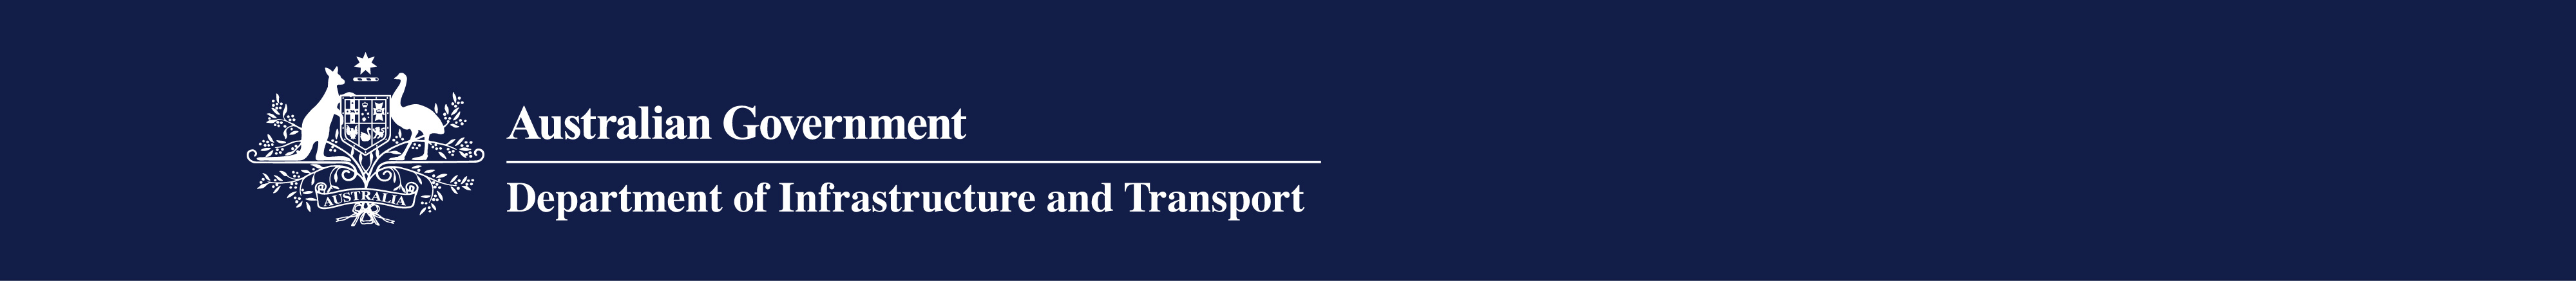 Australian Government
Department of Infrastructure and Transport
AUSTRALIA